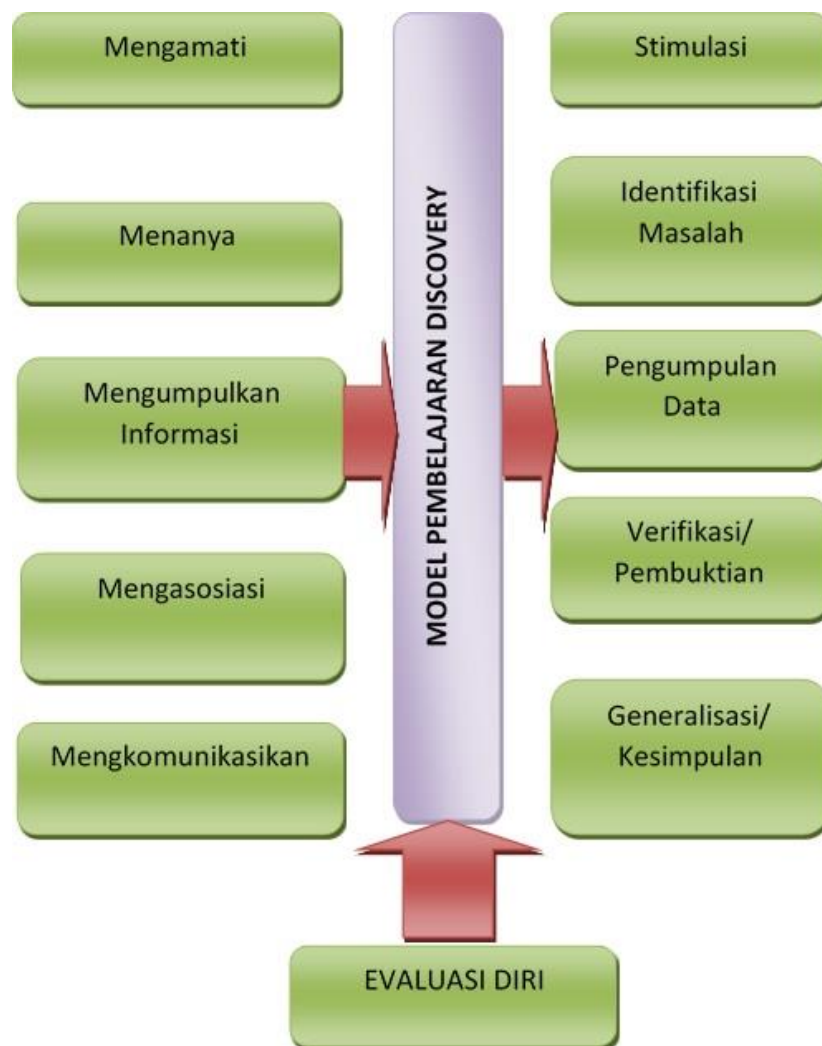 Mengamati
Menanya
Mengumpulkan
Informasi
Mengasosiasi
Mengkomunikasikan
MODEL PEMBELAJARAN DISCOVERY
Stimulasi
Identifikasi
Masalah
Pengumpulan
Data
Verifikasi/
Pembuktian
Generalisasi/
Kesimpulan
EVALUASI DIRI